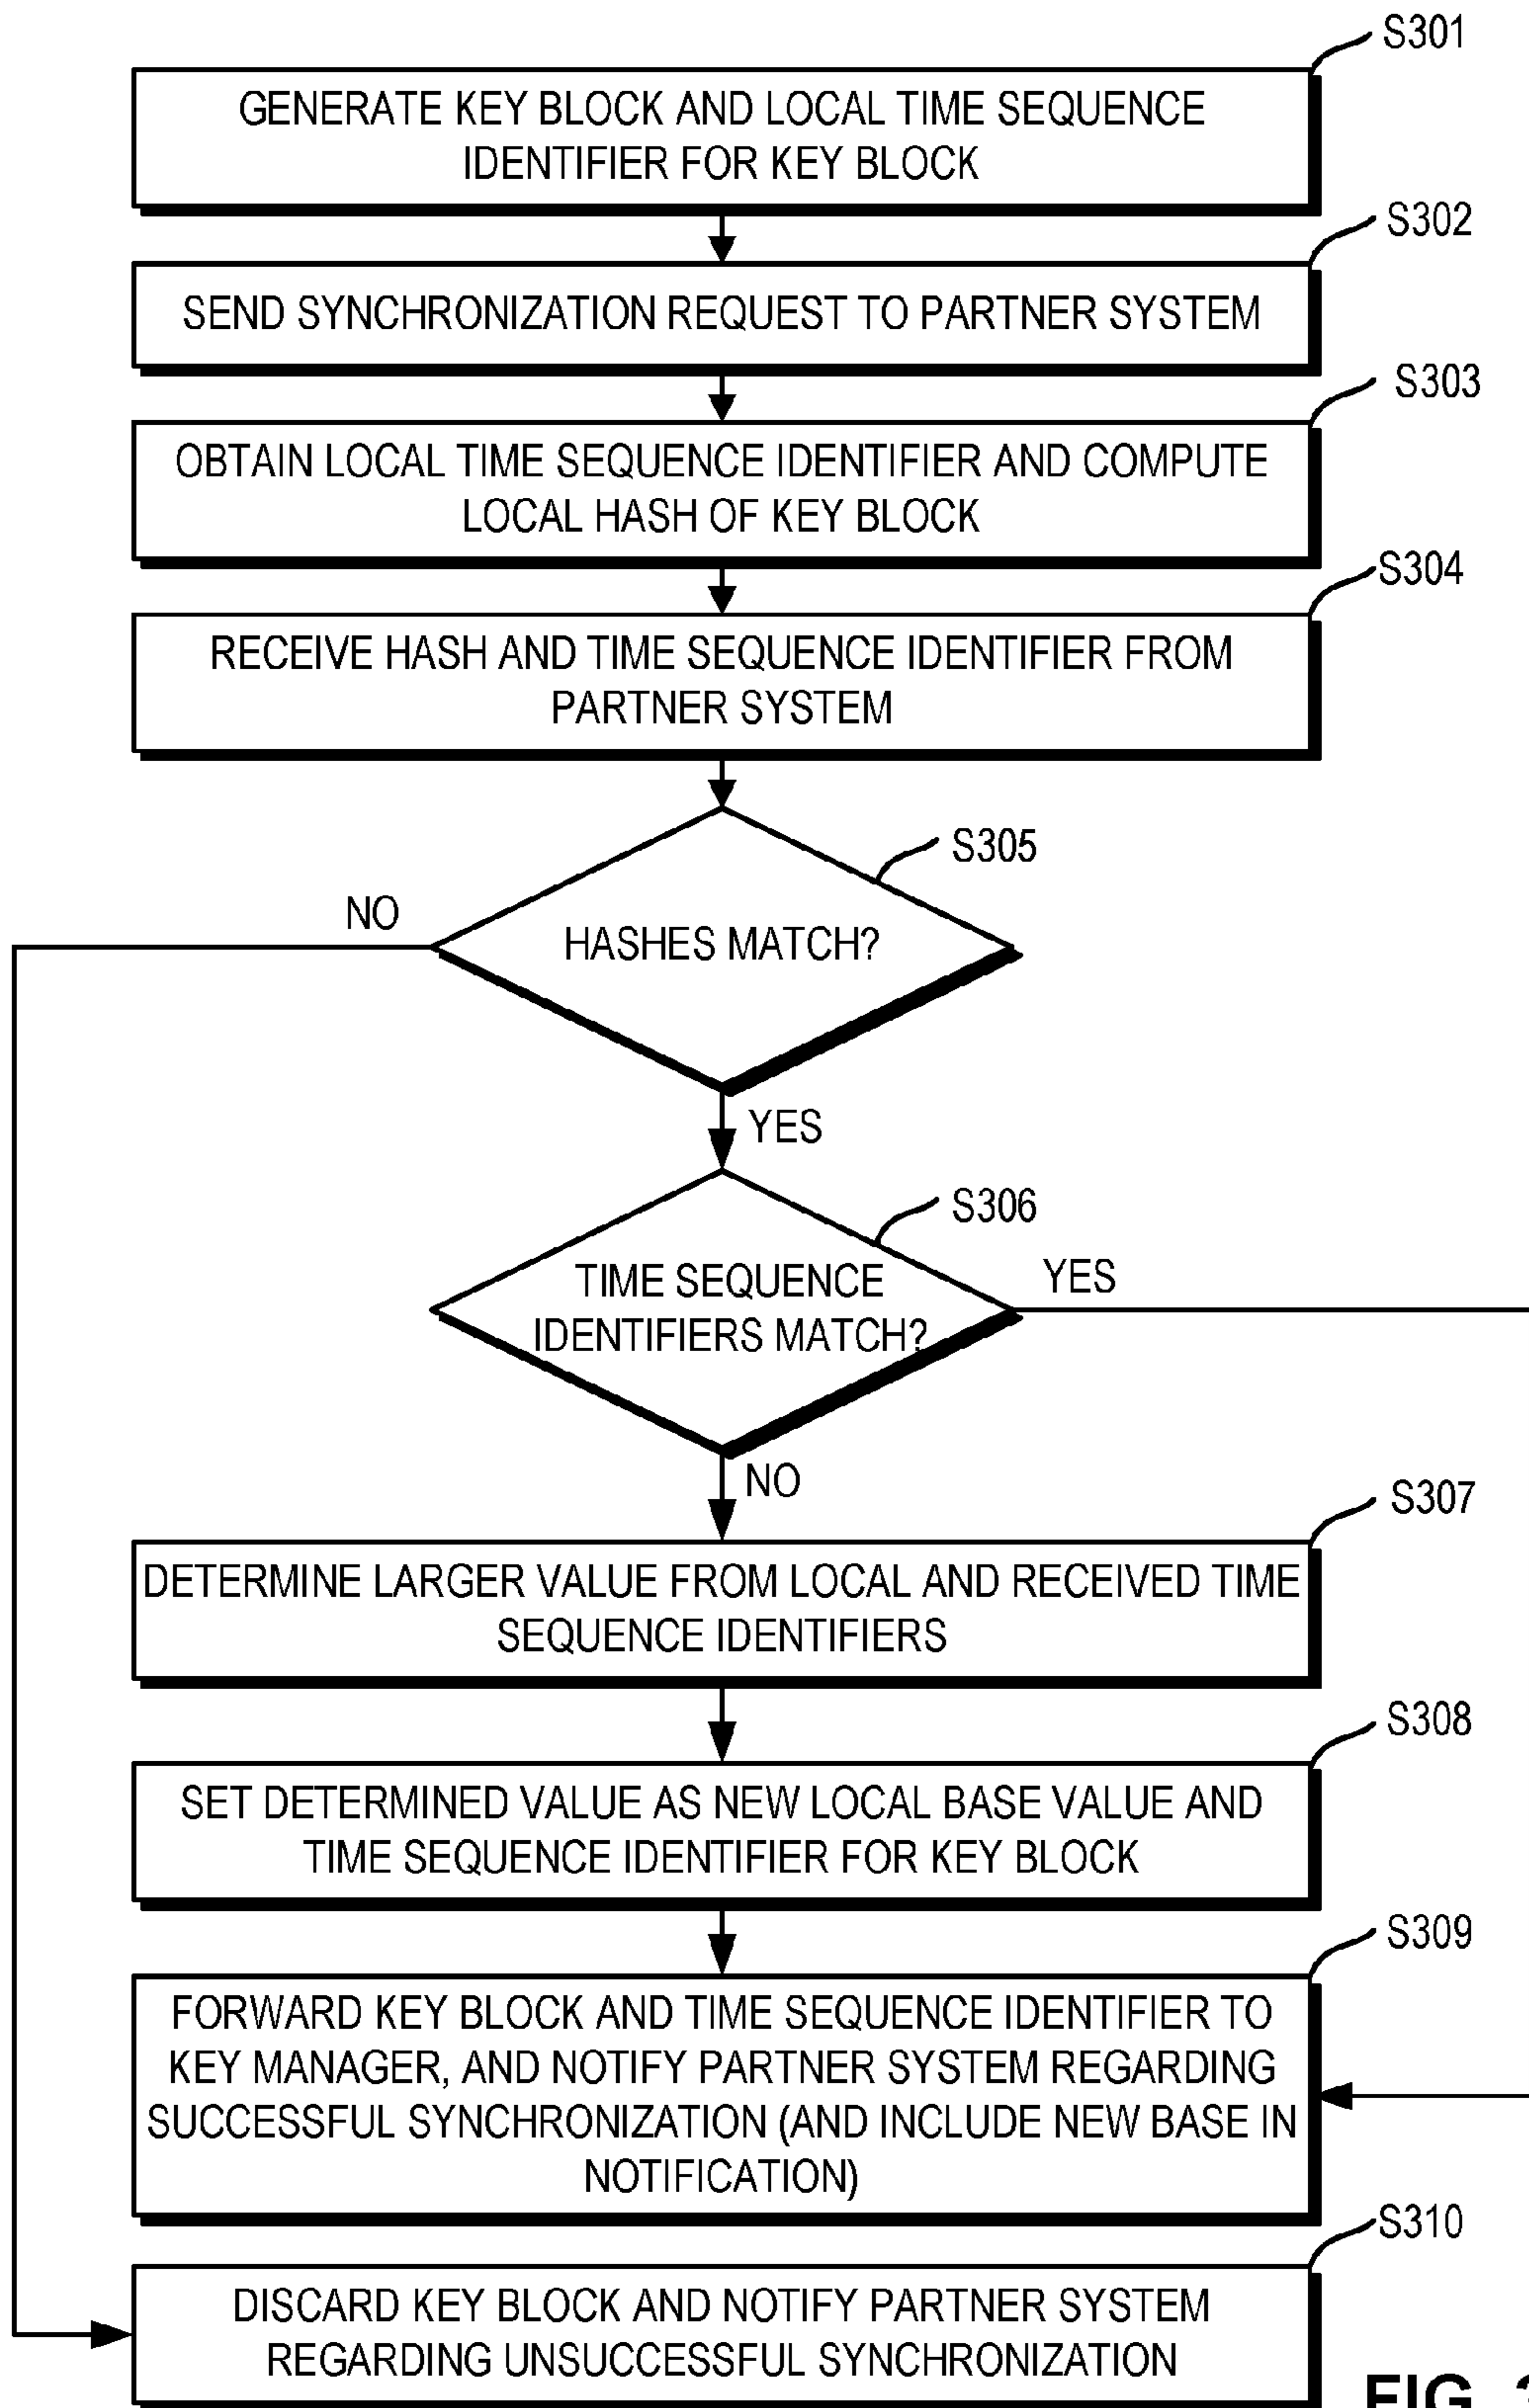 S301
GENERATE KEY BLOCK AND LOCAL TIME SEQUENCE
IDENTIFIER FOR KEY BLOCK
S302
SEND SYNCHRONIZATION REQUEST TO PARTNER SYSTEM
S303
OBTAIN LOCAL TIME SEQUENCE IDENTIFIER AND COMPUTE
LOCAL HASH OF KEY BLOCK
S304
RECEIVE HASH AND TIME SEQUENCE IDENTIFIER FROM
PARTNER SYSTEM
S305
NO
HASHES MATCH?
YES
S306
TIME SEQUENCE
IDENTIFIERS MATCH?
YES
NO
S307
DETERMINE LARGER VALUE FROM LOCAL AND RECEIVED TIME
SEQUENCE IDENTIFIERS
S308
SET DETERMINED VALUE AS NEW LOCAL BASE VALUE AND
TIME SEQUENCE IDENTIFIER FOR KEY BLOCK
S309
FORWARD KEY BLOCK AND TIME SEQUENCE IDENTIFIER TO
KEY MANAGER, AND NOTIFY PARTNER SYSTEM REGARDING
SUCCESSFUL SYNCHRONIZATION (AND INCLUDE NEW BASE IN
NOTIFICATION)
S310
DISCARD KEY BLOCK AND NOTIFY PARTNER SYSTEM
REGARDING UNSUCCESSFUL SYNCHRONIZATION
FIG.